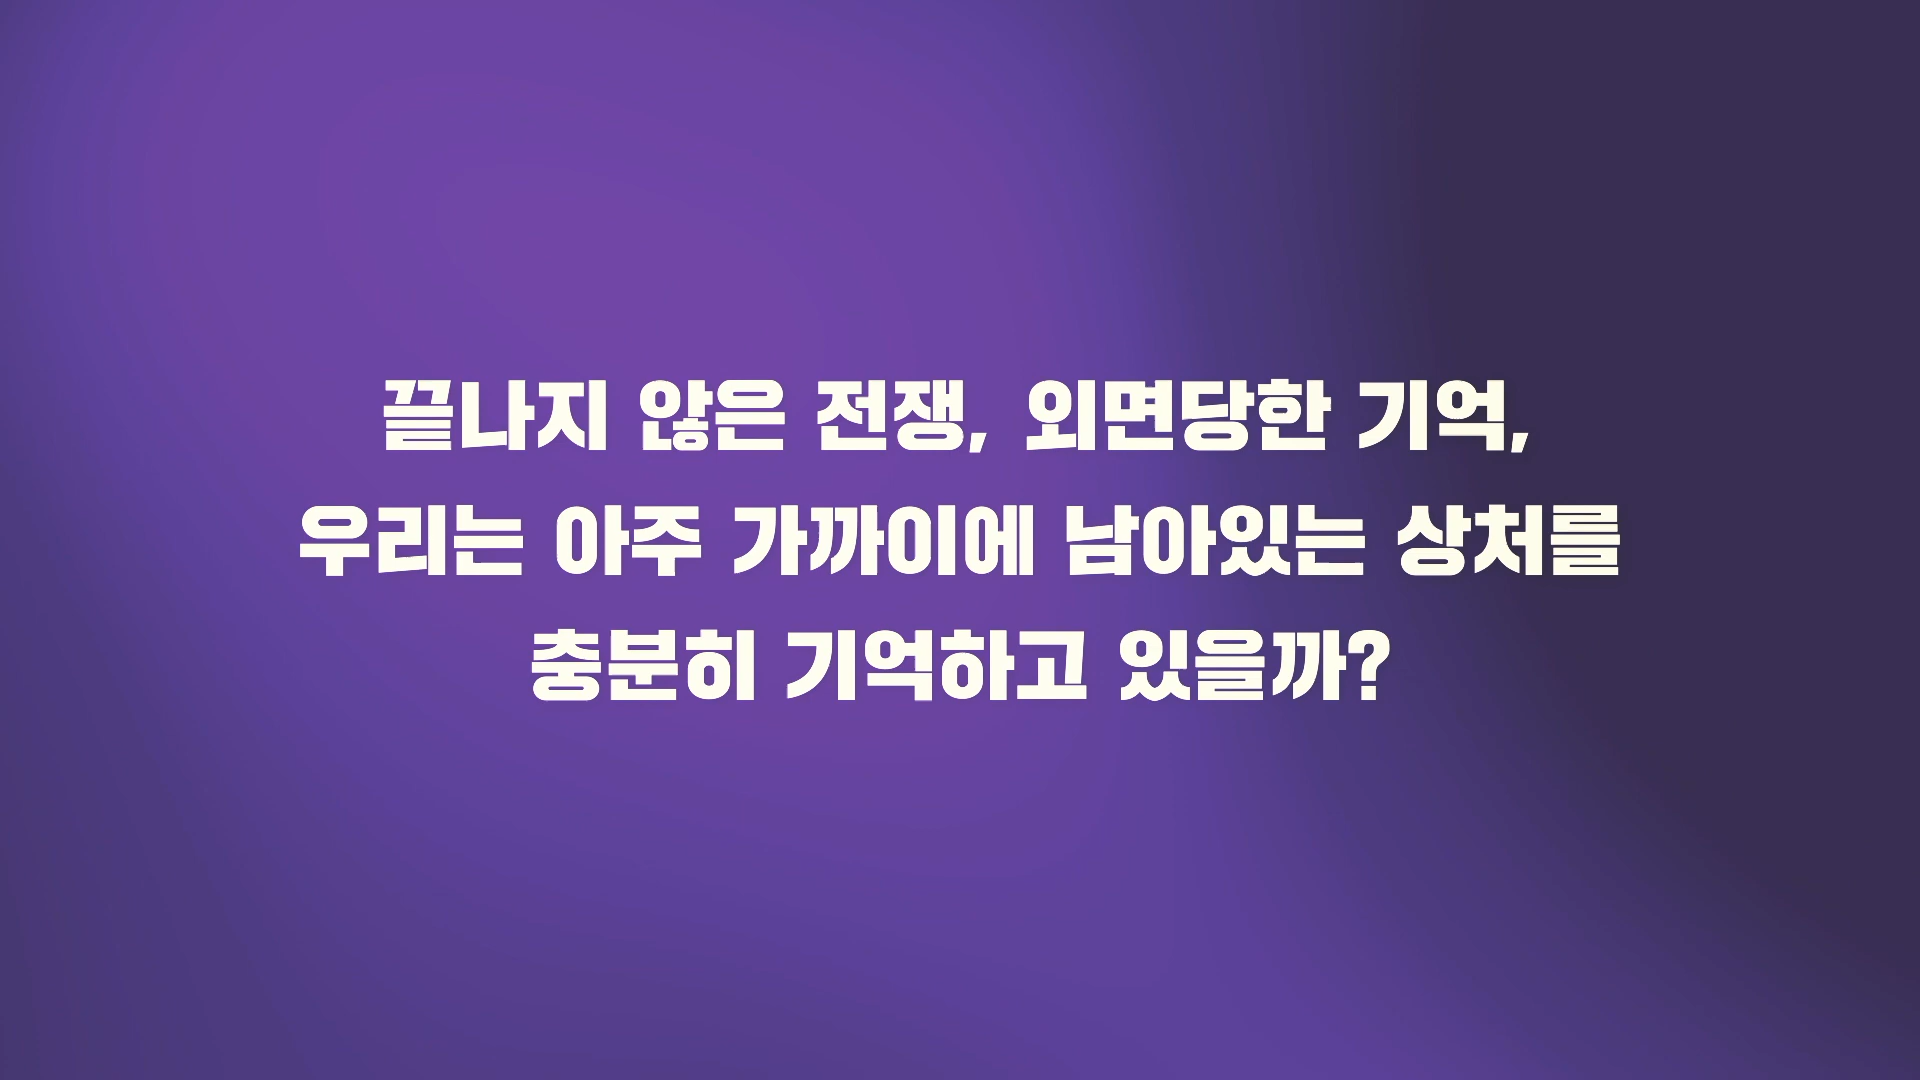 끝나지 않은 전쟁, 외면당한 기억,
우리는 아주 가까이에 남아있는 상처를
충분히 기억하고 있을까?